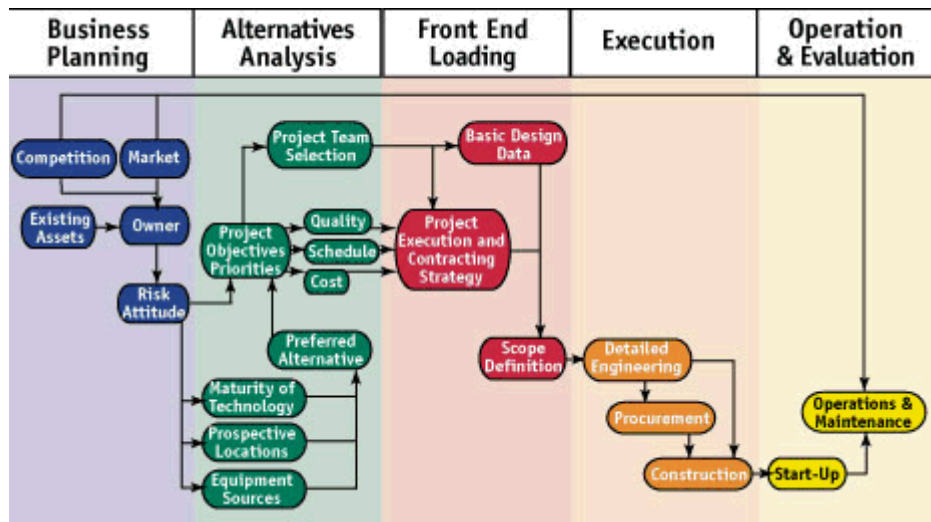 Business
Planning
Alternatives
Analysis
Front End
Loading
Execution
Operation
& Evaluation
Competition
Market
Existing
Assets
Owner
Risk
Attitude
Project Team
Selection
Project
Objectives
Priorities
Quality
Schedule
Cost
Preferred
Alternative
Maturity of
Technology
Prospective
Locations
Equipment
Sources
Basic Design
Data
Project
Execution and
Contracting
Strategy
Scope
Definition
Detailed
Engineering
Procurement
Construction
Start-Up
Operations &
Maintenance